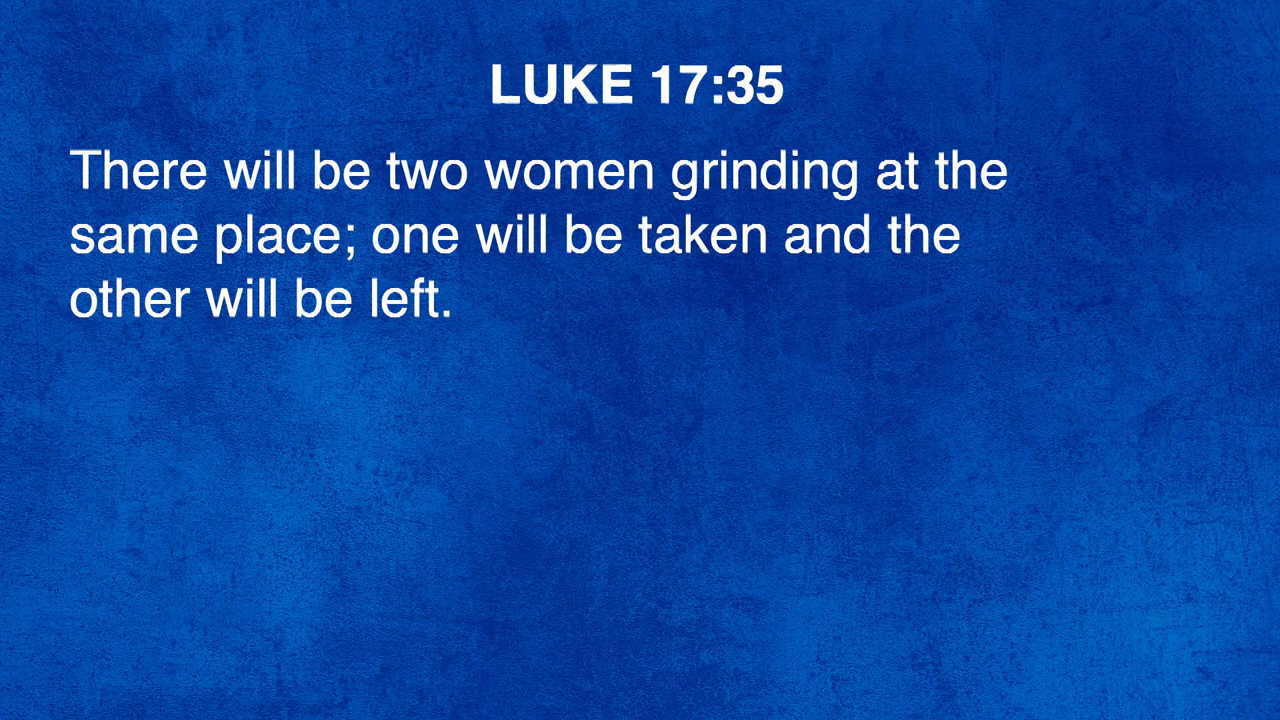 LUKE 17:35
There will be two women grinding at the
same place; one will be taken and the
other will be left.